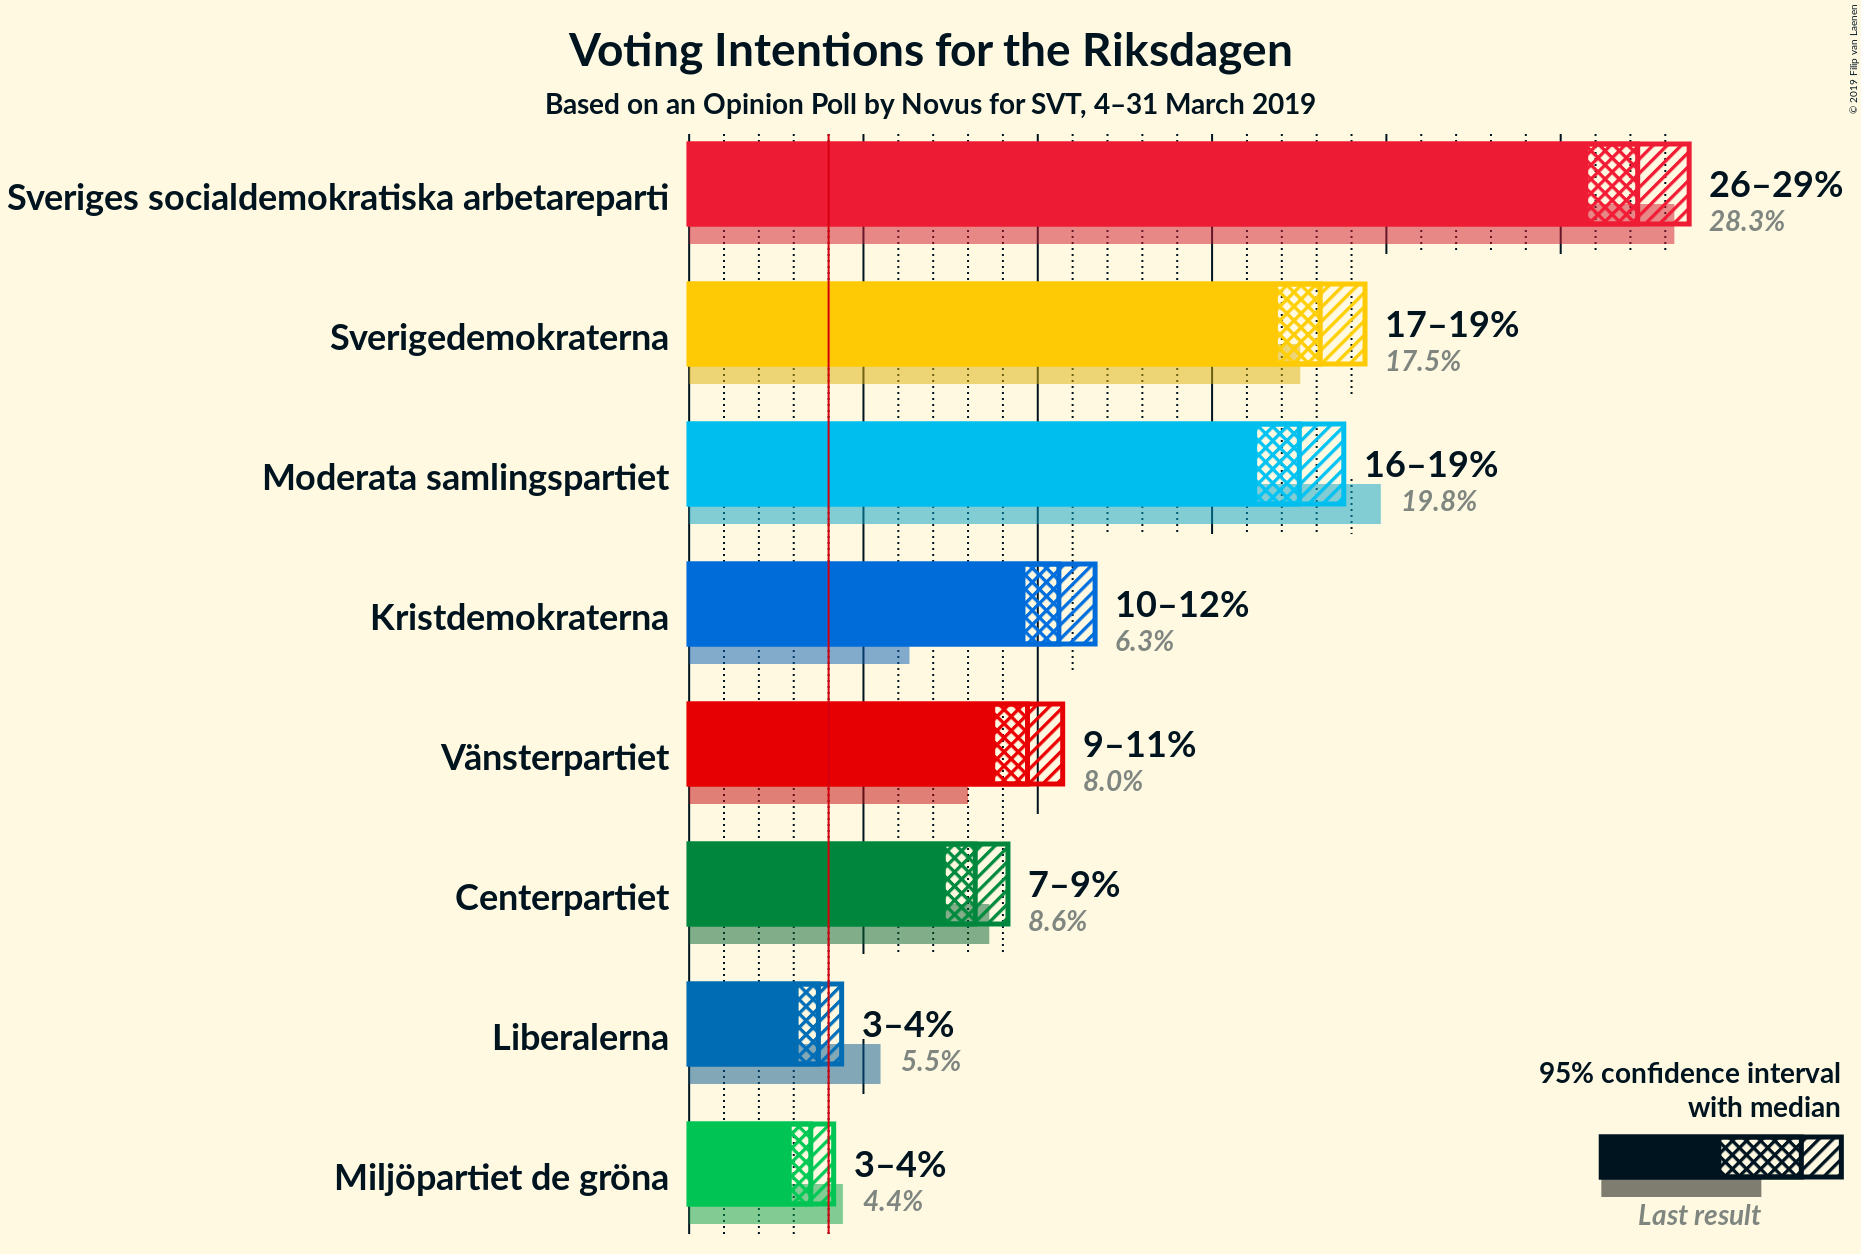 Voting Intentions for the Riksdagen
Based on an Opinion Poll by Novus for SVT, 4–31 March 2019
© 2019 Filip van Laenen
Sveriges socialdemokratiska arbetareparti
26–29%
28.3%
Sverigedemokraterna
17–19%
17.5%
Moderata samlingspartiet
16–19%
19.8%
Kristdemokraterna
10–12%
6.3%
Vänsterpartiet
9–11%
8.0%
Centerpartiet
7–9%
8.6%
Liberalerna
3–4%
5.5%
Miljöpartiet de gröna
3–4%
4.4%
95% confidence interval
with median
Last result